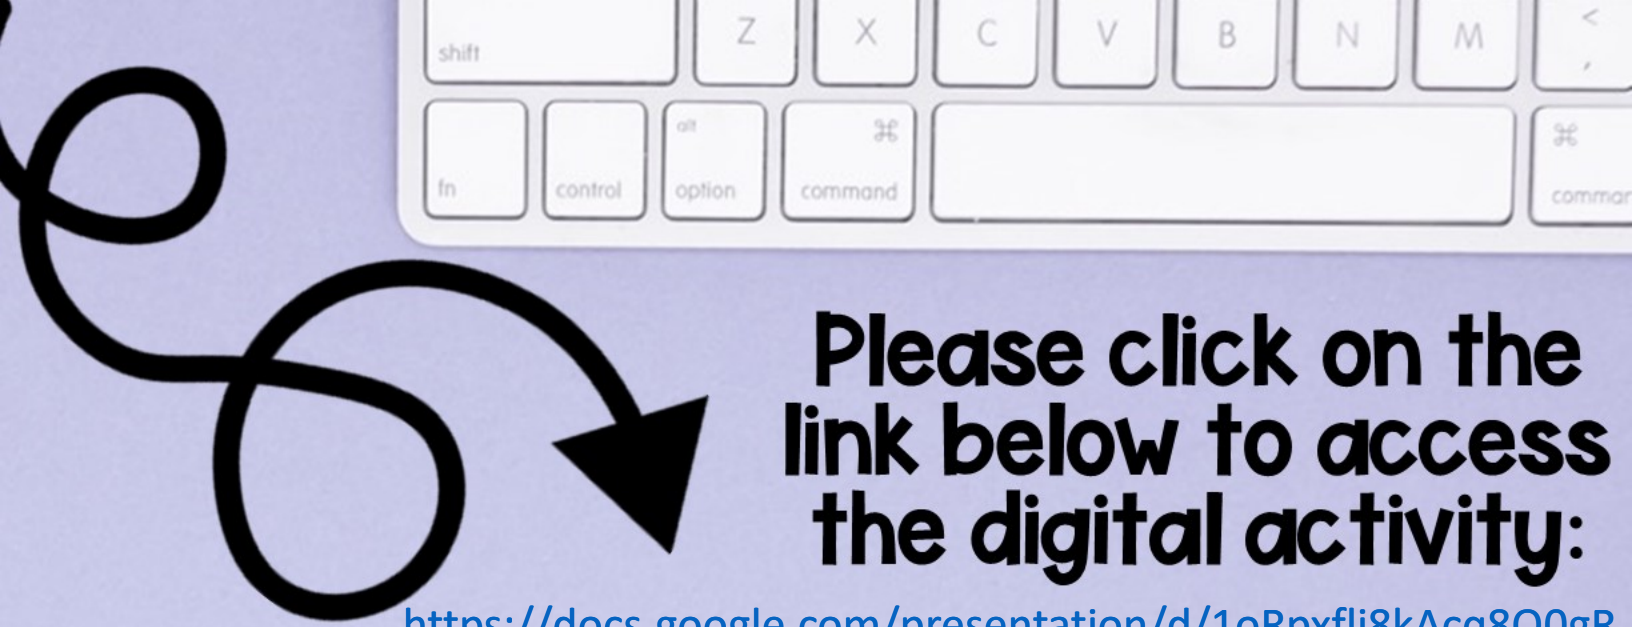 Z X C V B N M <
shift ,
alt ⌘ ⌘
fn control option command
Please click on the
link below to access
the digital activity: